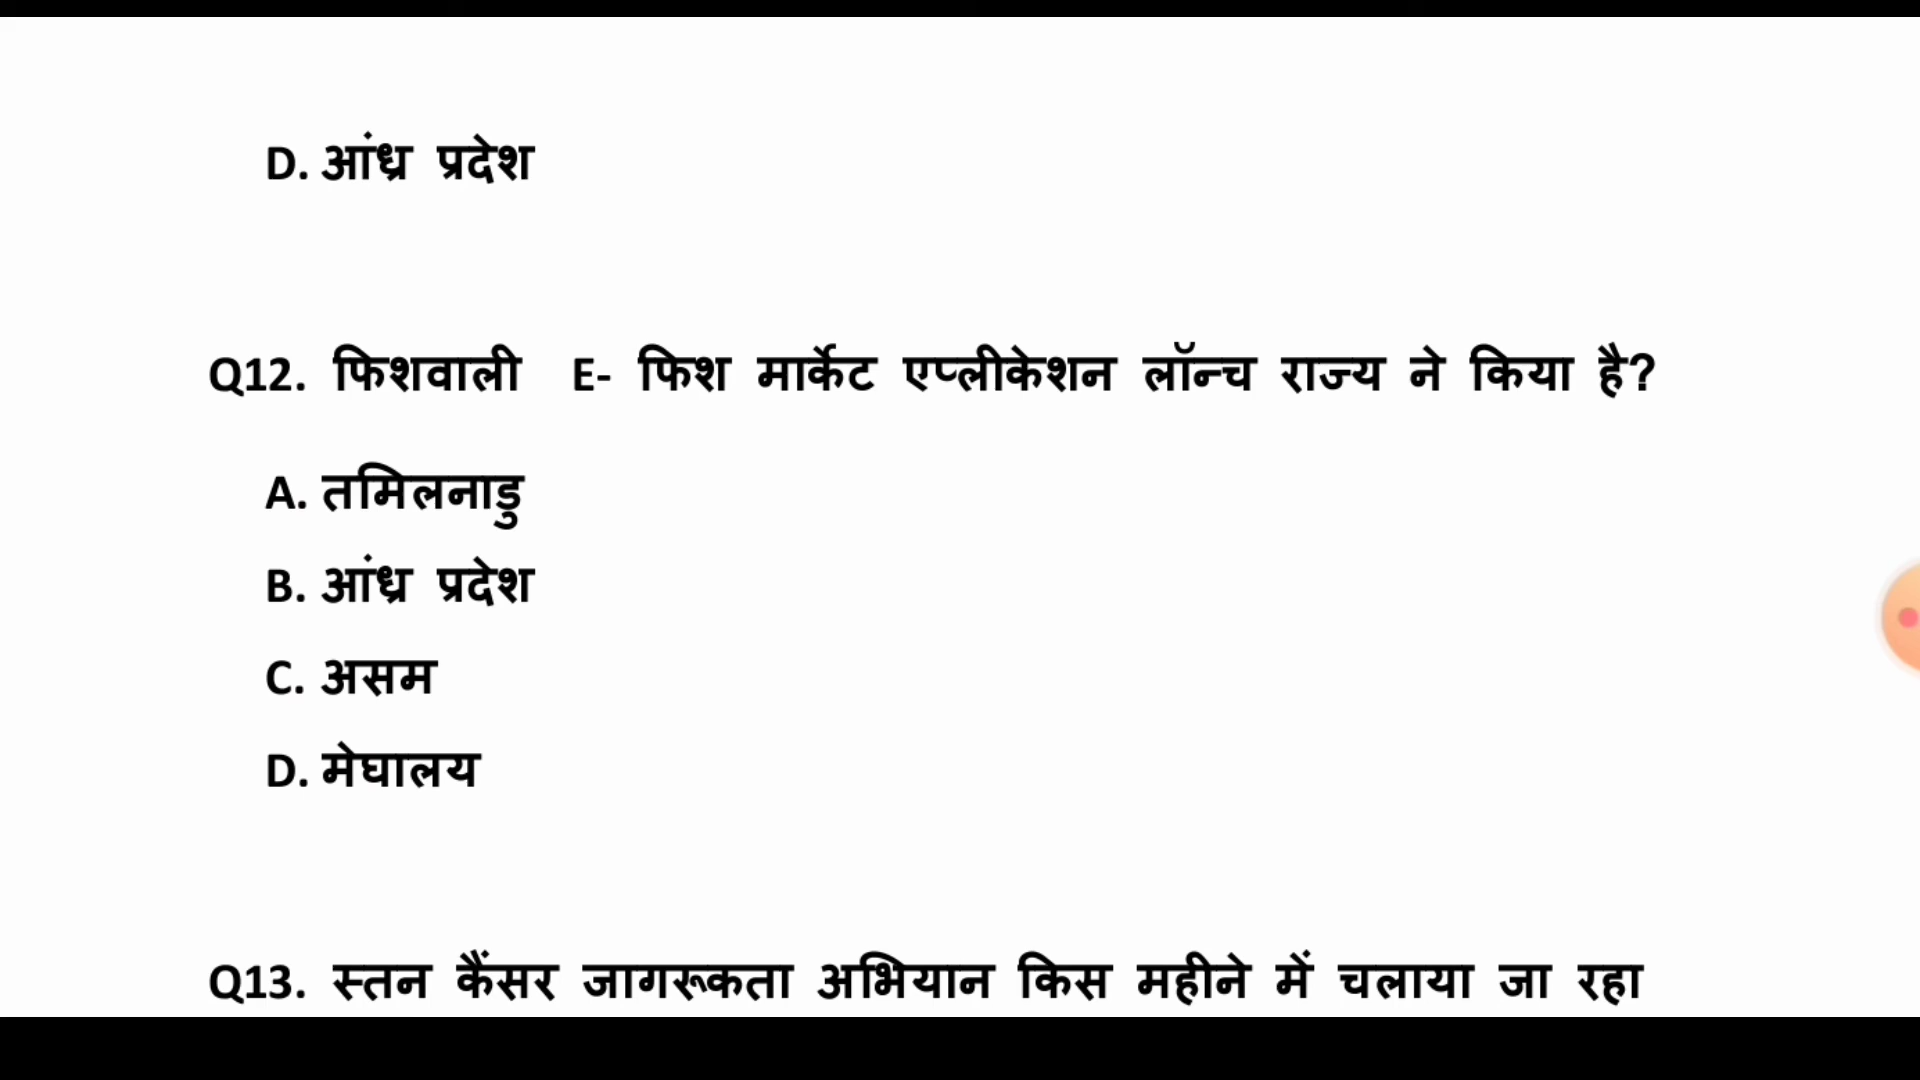 D. आंध्र प्रदेश
Q12. फिशवाली E- फिश मार्केट एप्लीकेशन लॉन्च राज्य ने किया है?
A. तमिलनाडु
B. आंध्र प्रदेश
C. असम
D. मेघालय
Q13. स्तन कैंसर जागरूकता अभियान किस महीने में चलाया जा रहा